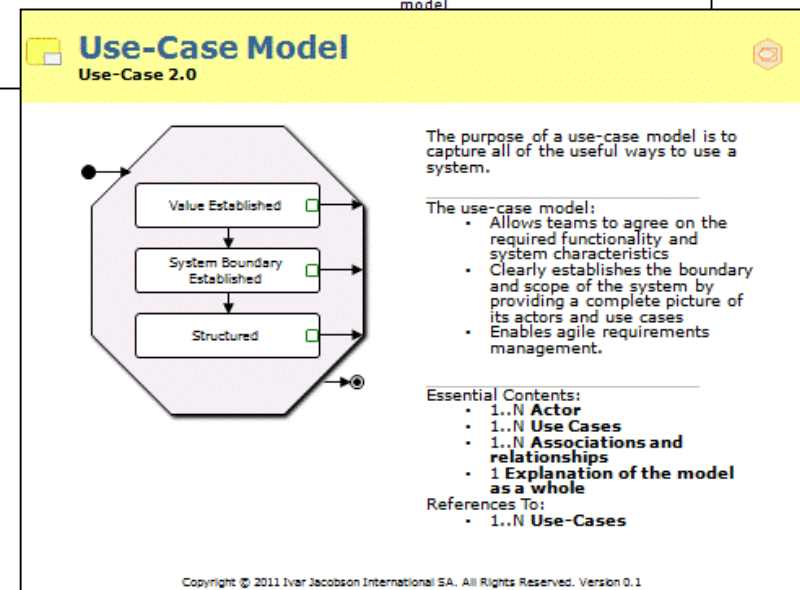 model
Use-Case Model
Use-Case 2.0
Value Established
System Boundary
Established
Structured
The purpose of a use-case model is to
capture all of the useful ways to use a
system.
The use-case model:
· Allows teams to agree on the
required functionality and
system characteristics
· Clearly establishes the boundary
and scope of the system by
providing a complete picture of
its actors and use cases
· Enables agile requirements
management.
Essential Contents:
· 1..N Actor
· 1..N Use Cases
· 1..N Associations and
relationships
· 1 Explanation of the model
as a whole
References To:
· 1..N Use-Cases
Copyright © 2011 Ivar Jacobson International SA. All Rights Reserved. Version 0.1